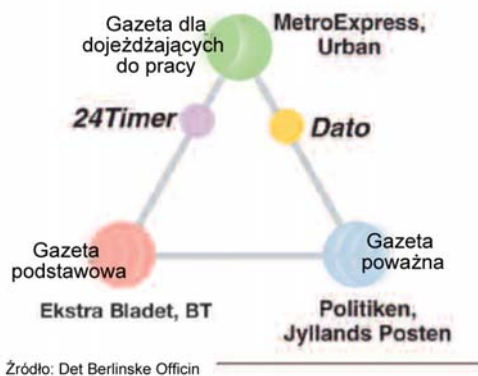 Gazeta dla
dojeżdżających
do pracy
MetroExpress,
Urban
24Timer
Dato
Gazeta
podstawowa
Gazeta
poważna
Ekstra Bladet, BT
Politiken,
Jyllands Posten
Źródło: Det Berlinske Officin